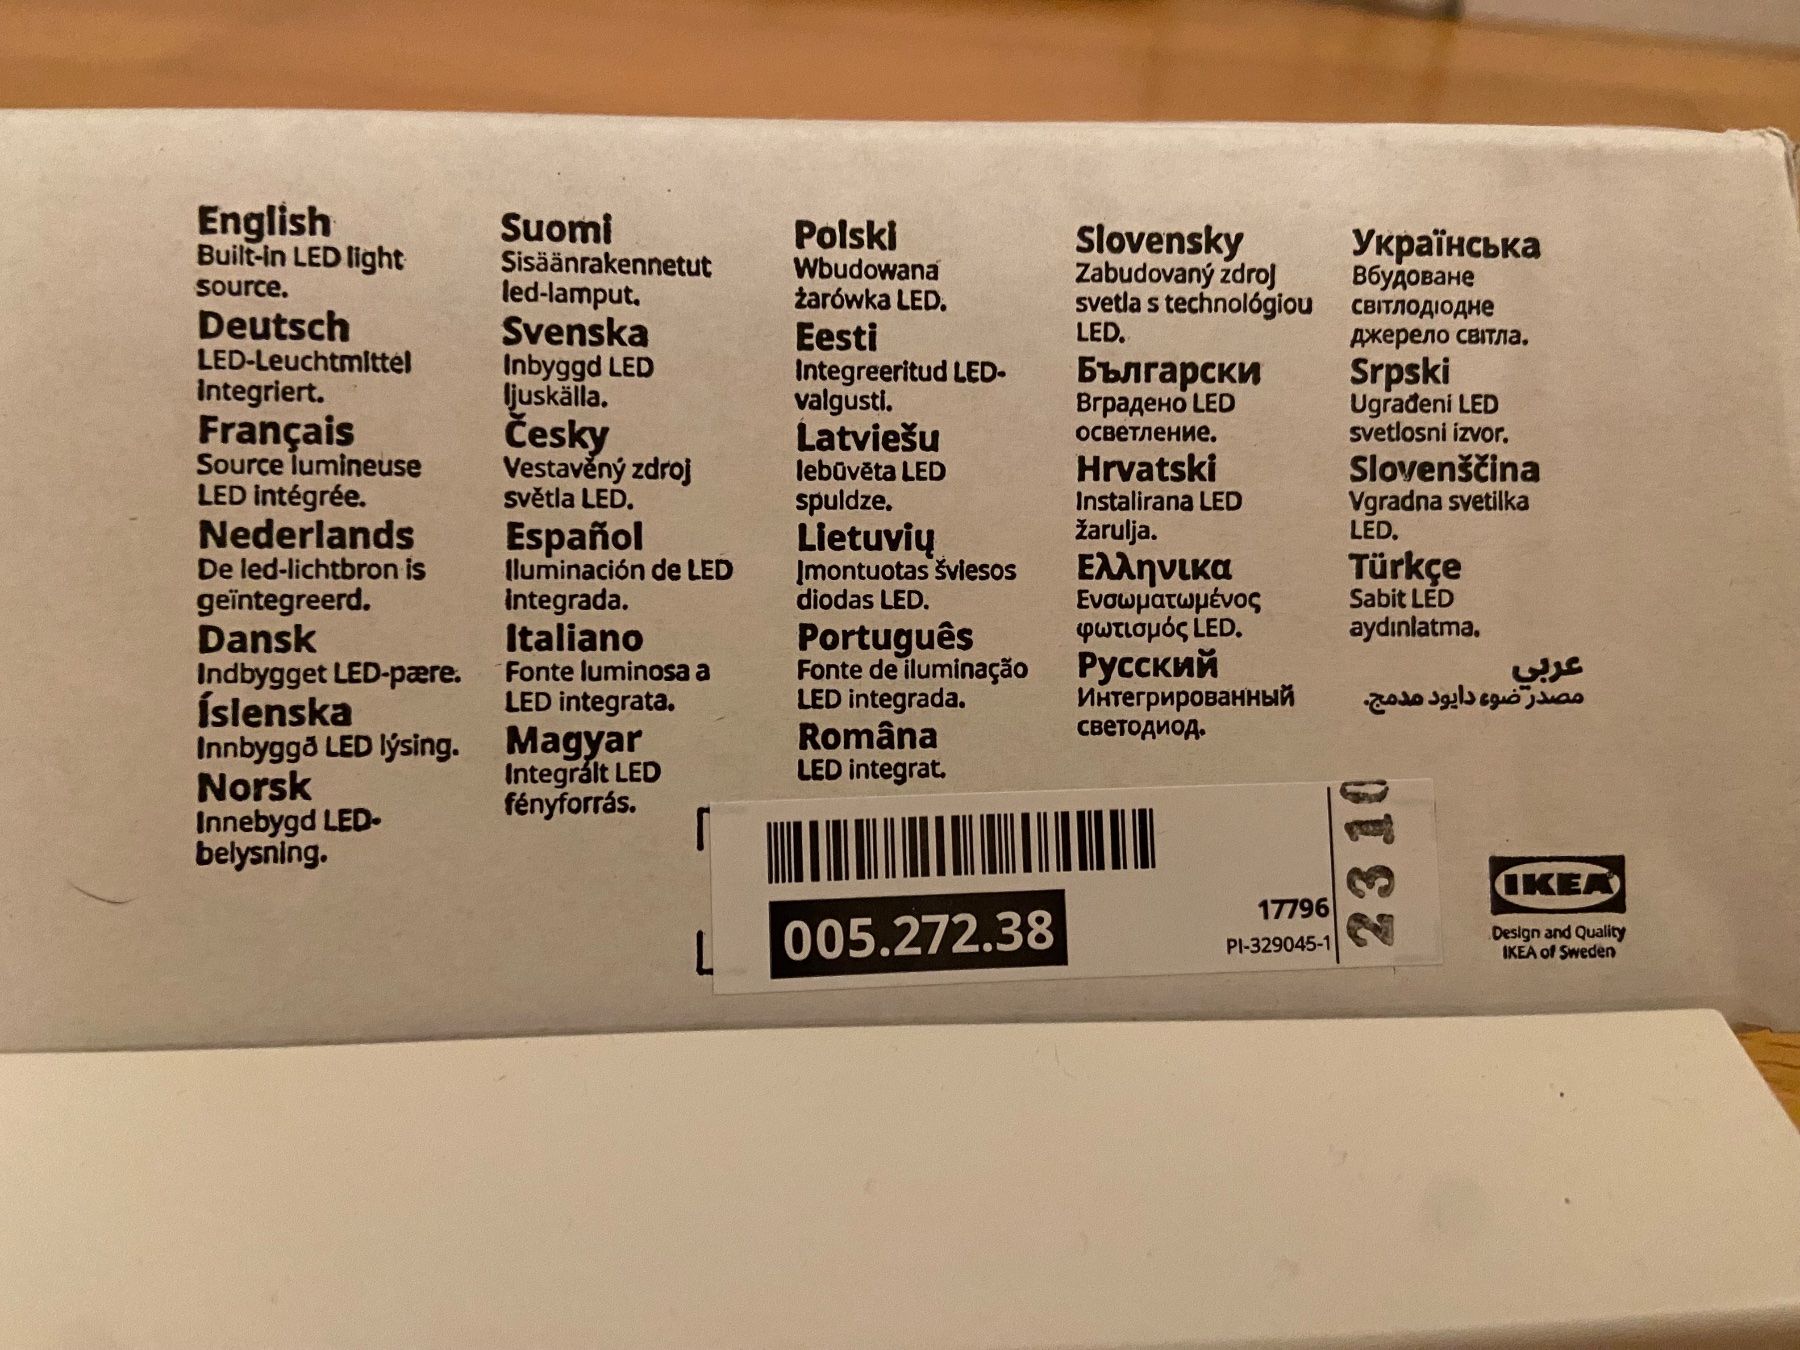 English
Built-in LED light
source.
Deutsch
LED-Leuchtmittel
integriert.
Français
Source lumineuse
LED intégrée.
Nederlands
De led-lichtbron is
geïntegreerd.
Dansk
Indbygget LED-pære.
Íslenska
Innbyggð LED lýsing.
Norsk
Innebygd LED-
belysning.
Suomi
Sisäänrakennetut
led-lamput.
Svenska
Inbyggd LED
ljuskälla.
Česky
Vestavěný zdroj
světla LED.
Español
Iluminación de LED
integrada.
Italiano
Fonte luminosa a
LED integrata.
Magyar
Integrált LED
fényforrás.
Polski
Wbudowana
żarówka LED.
Eesti
Integreeritud LED-
valgusti.
Latviešu
Iebūvēta LED
spuldze.
Lietuvių
Įmontuotas šviesos
diodas LED.
Português
Fonte de iluminação
LED integrada.
Româna
LED integrat.
Slovensky
Zabudovaný zdroj
svetla s technológiou
LED.
Български
Вградено LED
осветление.
Hrvatski
Instalirana LED
žarulja.
Ελληνικα
Ενσωματωμένος
φωτισμός LED.
Русский
Интегрированный
светодиод.
Українська
Вбудоване
світлодіодне
джерело світла.
Srpski
Ugrađeni LED
svetlosni izvor.
Slovenščina
Vgradna svetilka
LED.
Türkçe
Sabit LED
aydınlatma.
عربي
مصدر ضوء دايود مدمج.
005.272.38
17796
PI-329045-1
2310
IKEA
Design and Quality
IKEA of Sweden